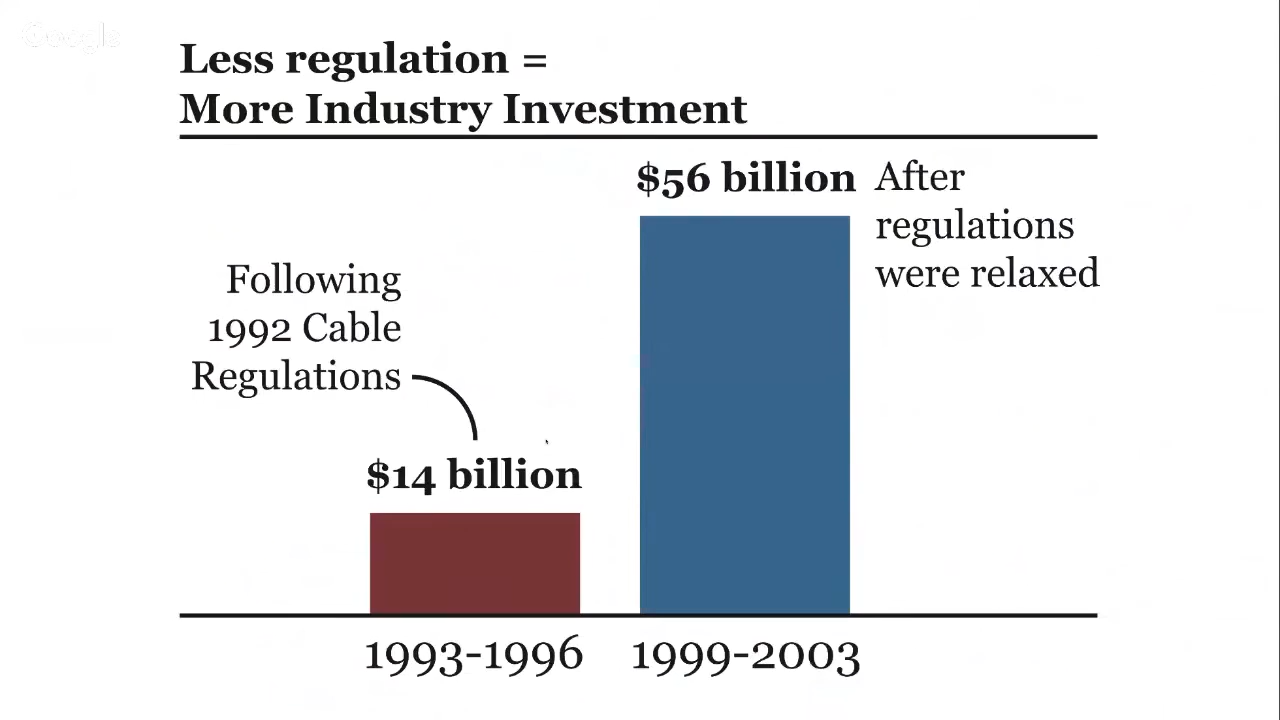 Google
Less regulation =
More Industry Investment
$56 billion
After
regulations
were relaxed
Following
1992 Cable
Regulations
$14 billion
1993-1996
1999-2003